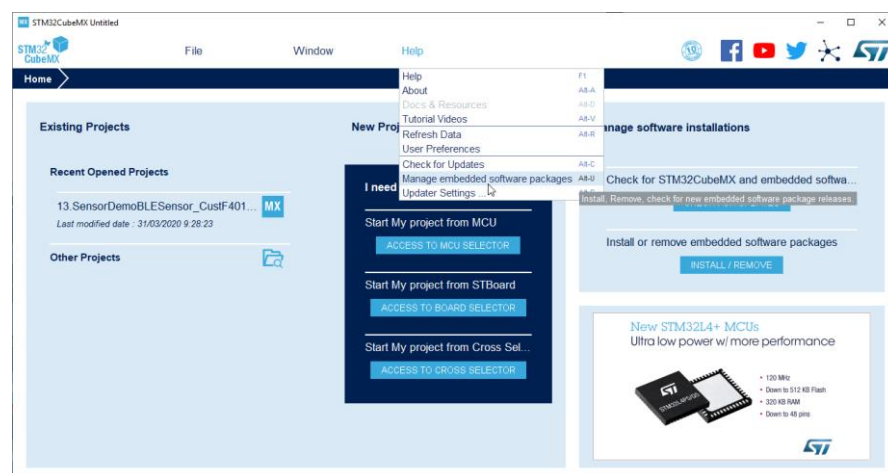 STM32CubeMX Untitled
STM32
CubeMX
File
Window
Help
10
Home
Help F1
About Alt-A
Docs & Resources Alt-D
Tutorial Videos Alt-V
Refresh Data Alt-R
User Preferences
Check for Updates Alt-C
Manage embedded software packages Alt-U
Updater Settings ...
Install, Remove, check for new embedded software package releases
Existing Projects
Recent Opened Projects
MX
13.SensorDemoBLESensor_CustF401...
Last modified date : 31/03/2020 9:28:23
Other Projects
New Proj
I need
Start My project from MCU
ACCESS TO MCU SELECTOR
Start My project from STBoard
ACCESS TO BOARD SELECTOR
Start My project from Cross Sel...
ACCESS TO CROSS SELECTOR
anage software installations
Check for STM32CubeMX and embedded softwa...
Install or remove embedded software packages
INSTALL / REMOVE
New STM32L4+ MCUs
Ultra low power w/ more performance
• 120 MHz
• Down to 512 KB Flash
• 320 KB RAM
• Down to 48 pins
ST